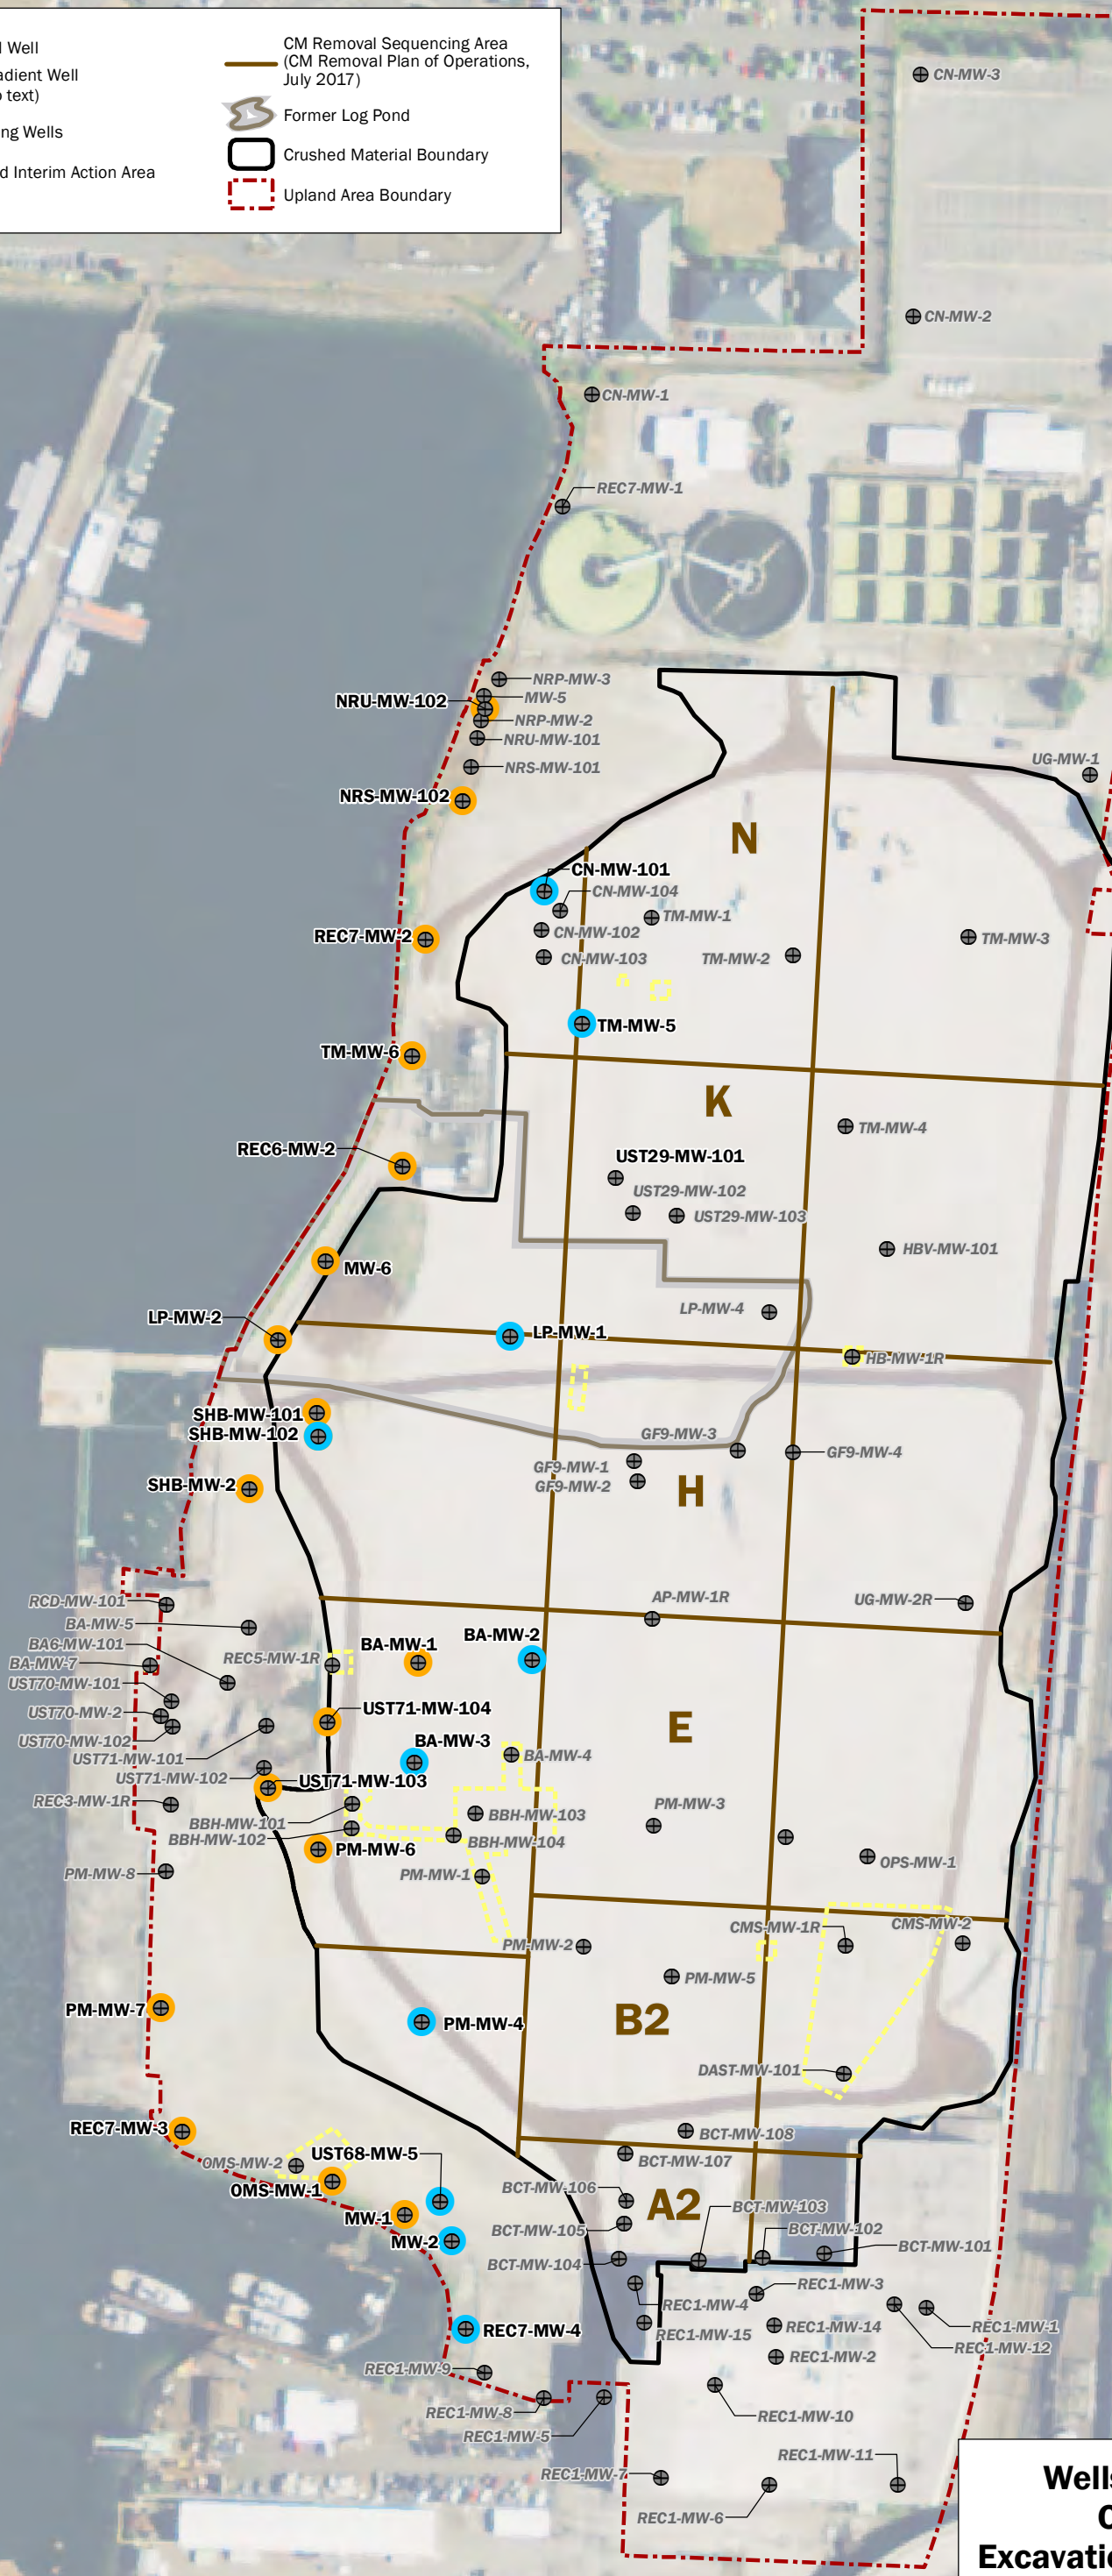 Well
adient Well
text)
ng Wells
d Interim Action Area
CM Removal Sequencing Area
(CM Removal Plan of Operations,
July 2017)
Former Log Pond
Crushed Material Boundary
Upland Area Boundary
CN-MW-3
CN-MW-2
CN-MW-1
REC7-MW-1
NRP-MW-3
MW-5
NRU-MW-102
NRP-MW-2
NRU-MW-101
NRS-MW-101
UG-MW-1
NRS-MW-102
N
CN-MW-101
CN-MW-104
TM-MW-1
CN-MW-102
REC7-MW-2
TM-MW-3
CN-MW-103
TM-MW-2
TM-MW-5
TM-MW-6
K
TM-MW-4
REC6-MW-2
UST29-MW-101
UST29-MW-102
UST29-MW-103
HBV-MW-101
MW-6
LP-MW-4
LP-MW-2
LP-MW-1
HB-MW-1R
SHB-MW-101
SHB-MW-102
GF9-MW-3
GF9-MW-4
GF9-MW-1
GF9-MW-2
SHB-MW-2
H
RCD-MW-101
AP-MW-1R
UG-MW-2R
BA-MW-5
BA6-MW-101
BA-MW-1
BA-MW-2
REC5-MW-1R
BA-MW-7
UST70-MW-101
UST71-MW-104
UST70-MW-2
E
UST70-MW-102
BA-MW-3
BA-MW-4
UST71-MW-101
UST71-MW-102
UST71-MW-103
REC3-MW-1R
PM-MW-3
BBH-MW-103
BBH-MW-101
BBH-MW-102
BBH-MW-104
PM-MW-6
OPS-MW-1
PM-MW-8
PM-MW-1
CMS-MW-1R
CMS-MW-2
PM-MW-2
PM-MW-5
PM-MW-7
PM-MW-4
B2
DAST-MW-101
REC7-MW-3
BCT-MW-108
UST68-MW-5
BCT-MW-107
OMS-MW-2
OMS-MW-1
BCT-MW-106
A2
BCT-MW-103
MW-1
BCT-MW-105
BCT-MW-102
MW-2
BCT-MW-101
BCT-MW-104
REC1-MW-3
REC1-MW-4
REC7-MW-4
REC1-MW-14
REC1-MW-1
REC1-MW-15
REC1-MW-12
REC1-MW-2
REC1-MW-9
REC1-MW-8
REC1-MW-10
REC1-MW-5
REC1-MW-11
REC1-MW-7
REC1-MW-6
Wells
C
Excavati